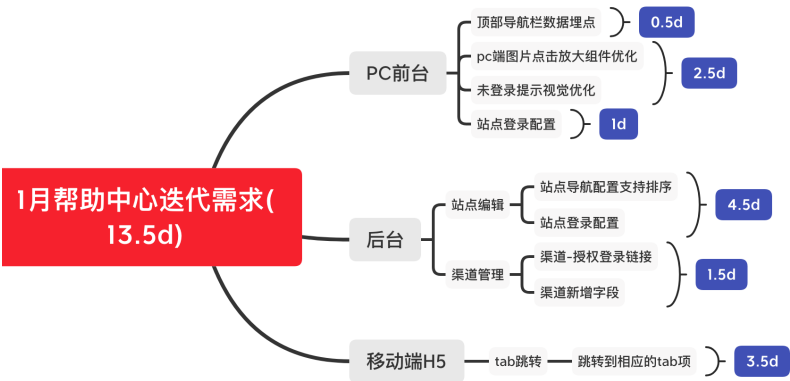 1月帮助中心迭代需求(
13.5d)
PC前台
顶部导航栏数据埋点
0.5d
pc端图片点击放大组件优化
未登录提示视觉优化
2.5d
站点登录配置
1d
后台
站点编辑
站点导航配置支持排序
站点登录配置
4.5d
渠道管理
渠道-授权登录链接
渠道新增字段
1.5d
移动端H5
tab跳转
跳转到相应的tab项
3.5d